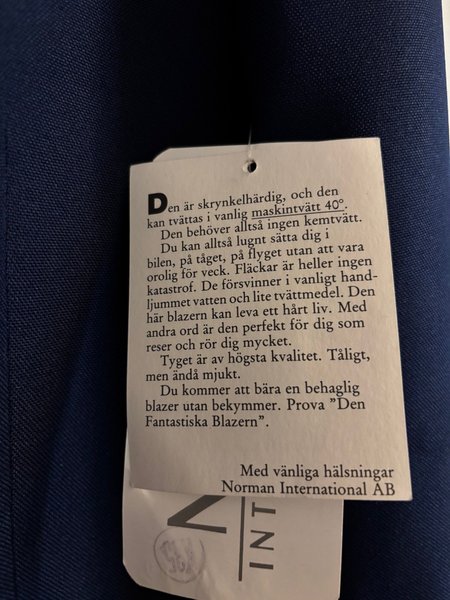 Den är skrynkelhärdig, och den
kan tvättas i vanlig maskintvätt 40°.
Den behöver alltså ingen kemtvätt.
Du kan alltså lugnt sätta dig i
bilen, på tåget, på flyget utan att vara
orolig för veck. Fläckar är heller ingen
katastrof. De försvinner i vanligt hand-
ljummet vatten och lite tvättmedel. Den
här blazern kan leva ett hårt liv. Med
andra ord är den perfekt för dig som
reser och rör dig mycket.
Tyget är av högsta kvalitet. Tåligt,
men ändå mjukt.
Du kommer att bära en behaglig
blazer utan bekymmer. Prova ”Den
Fantastiska Blazern”.
Med vänliga hälsningar
Norman International AB
N
INT